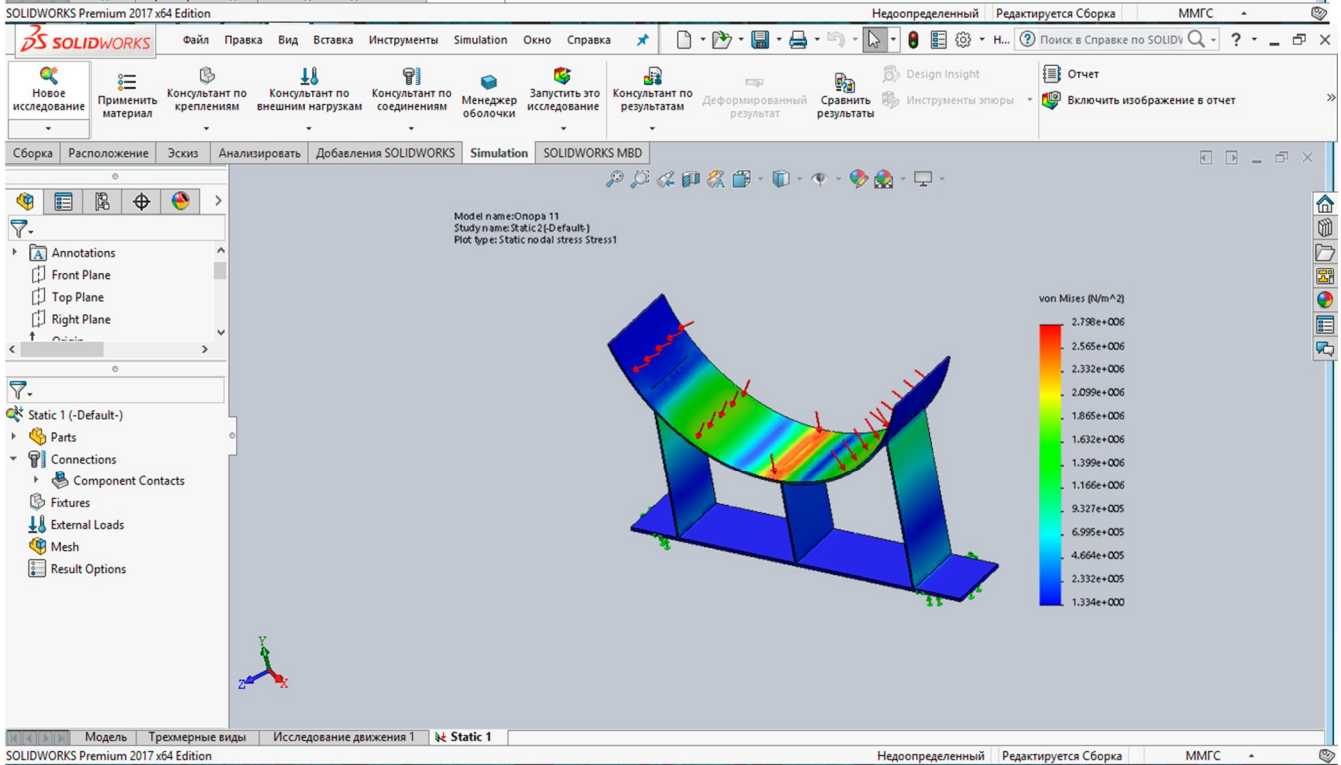 SOLIDWORKS Premium 2017 x64 Edition
Недоопределенный Редактируется Сборка ММГС
SOLIDWORKS Файл Правка Вид Вставка Инструменты Simulation Окно Справка Н... Поиск в Справке по SOLIDV
Новое исследование
Применить материал
Консультант по креплениям
Консультант по внешним нагрузкам
Консультант по соединениям
Менеджер оболочки
Запустить это исследование
Консультант по результатам
Деформированный результат
Сравнить результаты
Design Insight
Инструменты эпюры
Отчет
Включить изображение в отчет
Сборка Расположение Эскиз Анализировать Добавления SOLIDWORKS Simulation SOLIDWORKS MBD
Annotations
Front Plane
Top Plane
Right Plane
Static 1 (-Default-)
Parts
Connections
Component Contacts
Fixtures
External Loads
Mesh
Result Options
Model name:Опора 11
Study name:Static 2(-Default-)
Plot type: Static nodal stress Stress1
von Mises (N/m^2)
2.798e+006
2.565e+006
2.332e+006
2.099e+006
1.865e+006
1.632e+006
1.399e+006
1.166e+006
9.327e+005
6.995e+005
4.664e+005
2.332e+005
1.334e+000
Y
Z
X
Модель Трехмерные виды Исследование движения 1 Static 1
SOLIDWORKS Premium 2017 x64 Edition
Недоопределенный Редактируется Сборка ММГС